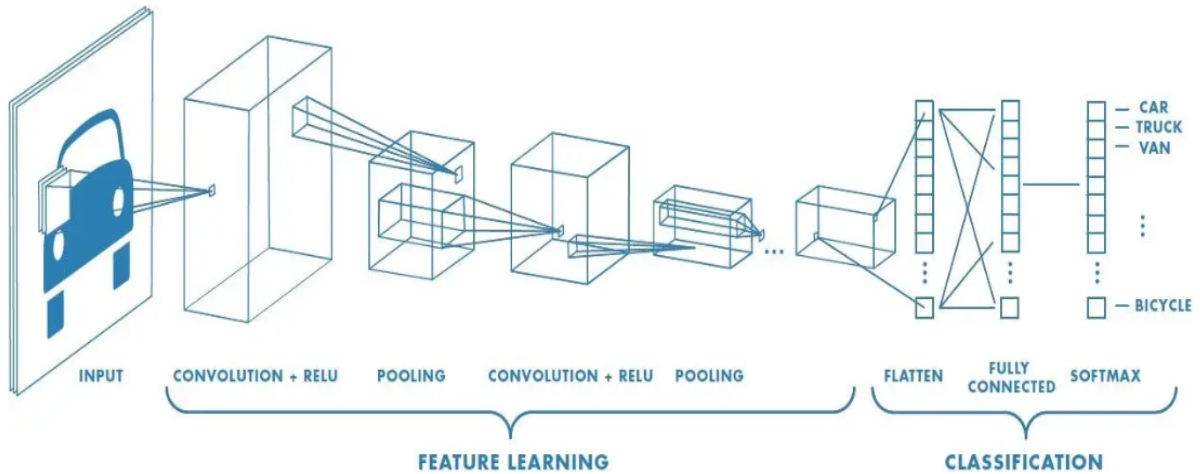 CAR
TRUCK
VAN
BICYCLE
INPUT
CONVOLUTION + RELU
POOLING
CONVOLUTION + RELU
POOLING
FLATTEN
FULLY
CONNECTED
SOFTMAX
FEATURE LEARNING
CLASSIFICATION